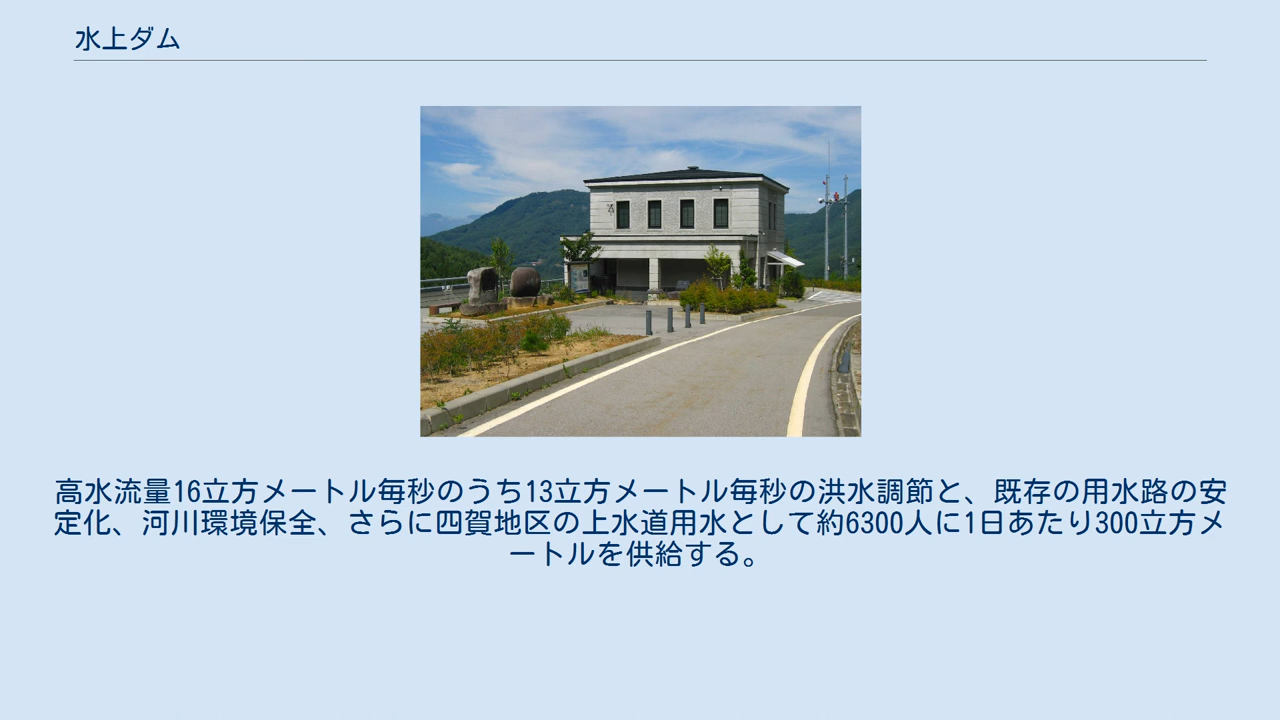 水上ダム
高水流量16立方メートル毎秒のうち13立方メートル毎秒の洪水調節と、既存の用水路の安
定化、河川環境保全、さらに四賀地区の上水道用水として約6300人に1日あたり300立方メ
ートルを供給する。